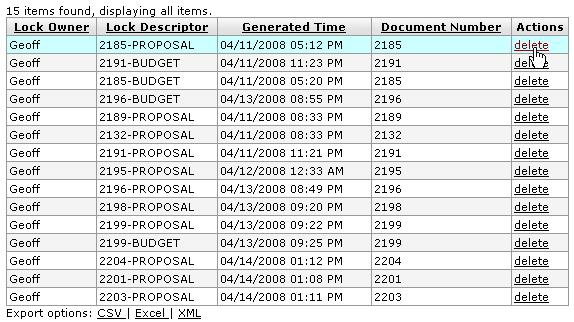 15 items found, displaying all items.
Lock Owner Lock Descriptor Generated Time Document Number Actions
Geoff 2185-PROPOSAL 04/11/2008 05:12 PM 2185 delete
Geoff 2191-BUDGET 04/11/2008 11:23 PM 2191 delete
Geoff 2185-BUDGET 04/11/2008 05:20 PM 2185 delete
Geoff 2196-BUDGET 04/13/2008 08:55 PM 2196 delete
Geoff 2189-PROPOSAL 04/11/2008 08:33 PM 2189 delete
Geoff 2132-PROPOSAL 04/11/2008 08:33 PM 2132 delete
Geoff 2191-PROPOSAL 04/11/2008 11:21 PM 2191 delete
Geoff 2195-PROPOSAL 04/12/2008 12:33 AM 2195 delete
Geoff 2196-PROPOSAL 04/13/2008 08:49 PM 2196 delete
Geoff 2198-PROPOSAL 04/13/2008 09:20 PM 2198 delete
Geoff 2199-PROPOSAL 04/13/2008 09:22 PM 2199 delete
Geoff 2199-BUDGET 04/13/2008 09:25 PM 2199 delete
Geoff 2204-PROPOSAL 04/14/2008 01:12 PM 2204 delete
Geoff 2201-PROPOSAL 04/14/2008 01:08 PM 2201 delete
Geoff 2203-PROPOSAL 04/14/2008 01:11 PM 2203 delete
Export options: CSV | Excel | XML